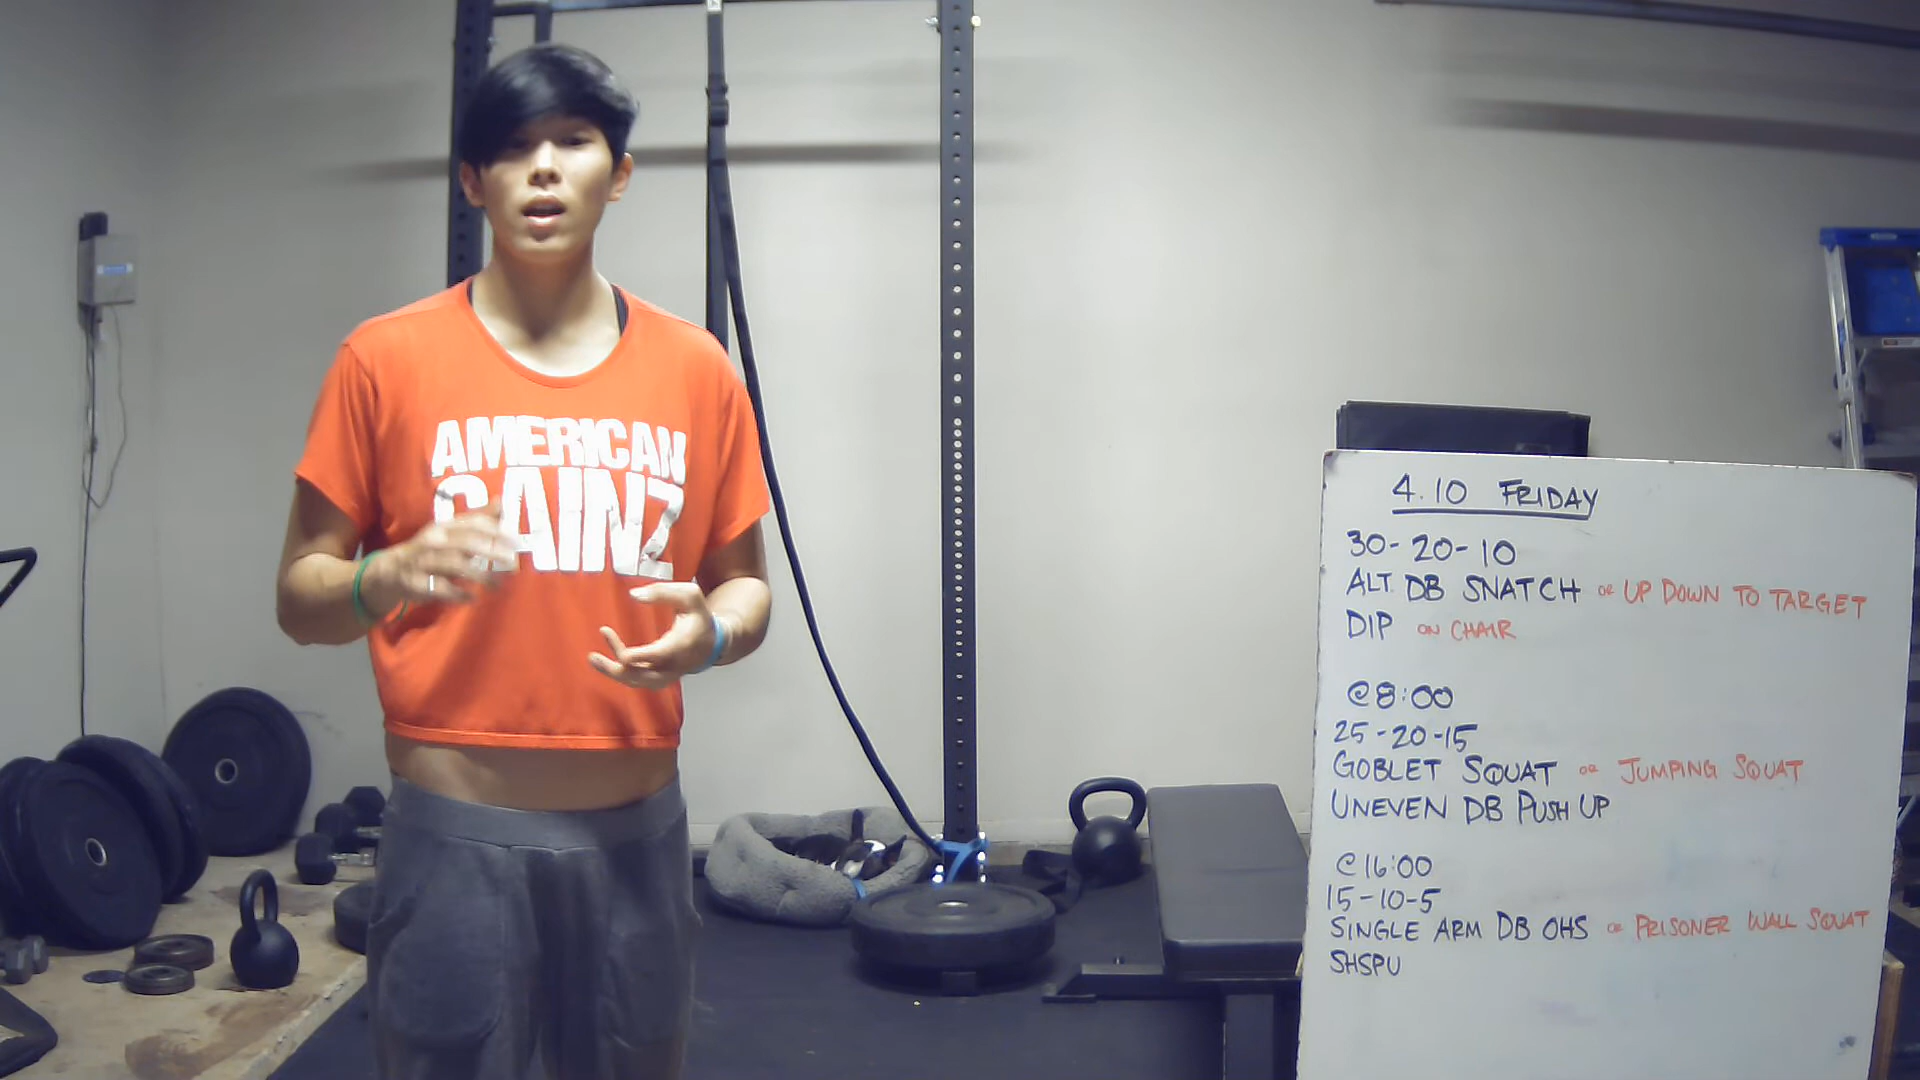 AMERICAN
GAINZ
4.10 FRIDAY
30-20-10
ALT. DB SNATCH OR UP DOWN TO TARGET
DIP ON CHAIR
@8:00
25-20-15
GOBLET SQUAT OR JUMPING SQUAT
UNEVEN DB PUSH UP
@16:00
15-10-5
SINGLE ARM DB OHS OR PRISONER WALL SQUAT
SHSPU